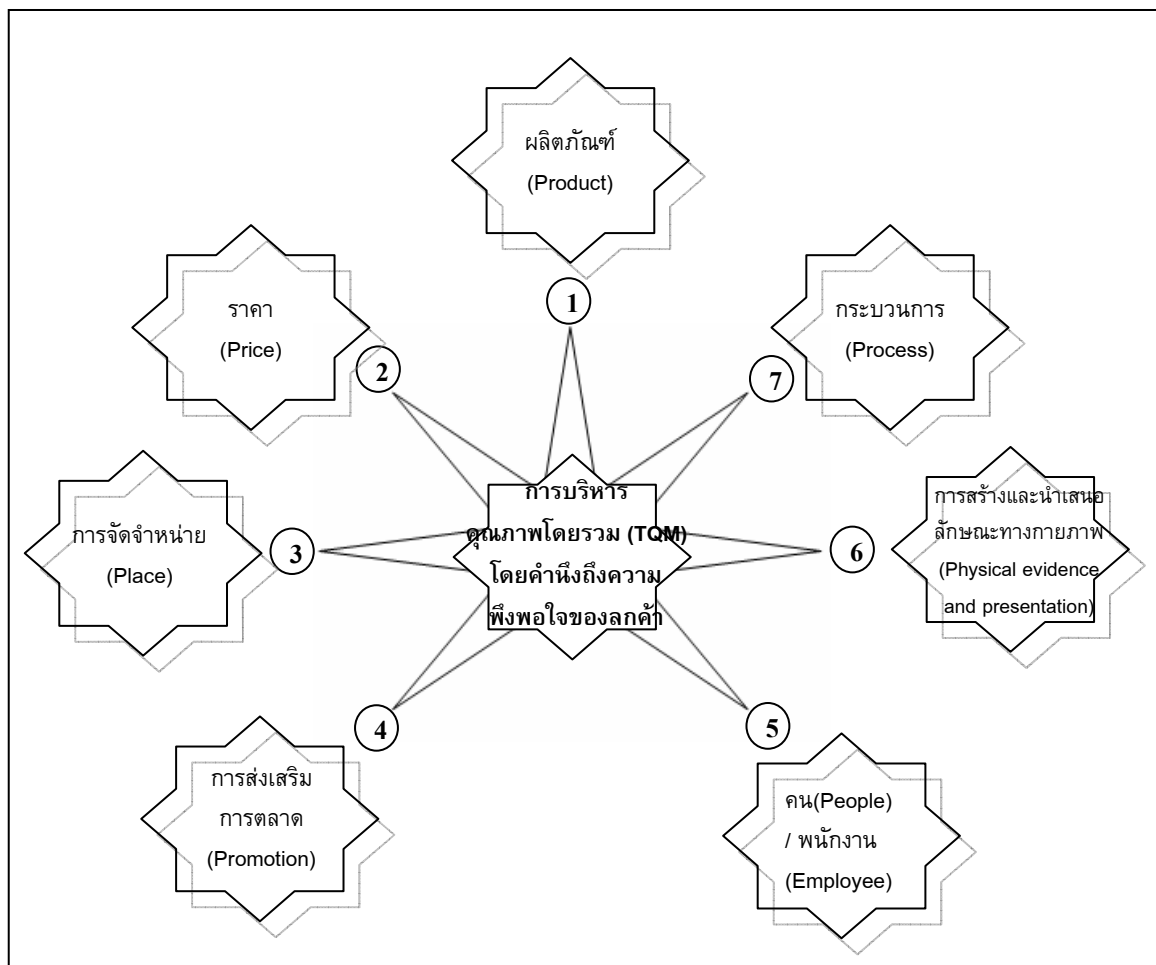 ผลิตภัณฑ์
(Product)
1
ราคา
(Price)
2
การจัดจำหน่าย
(Place)
3
การส่งเสริม
การตลาด
(Promotion)
4
คน(People)
/ พนักงาน
(Employee)
5
การสร้างและนำเสนอ
ลักษณะทางกายภาพ
(Physical evidence
and presentation)
6
กระบวนการ
(Process)
7
การบริหาร
คุณภาพโดยรวม (TQM)
โดยคำนึงถึงความ
พึงพอใจของลูกค้า